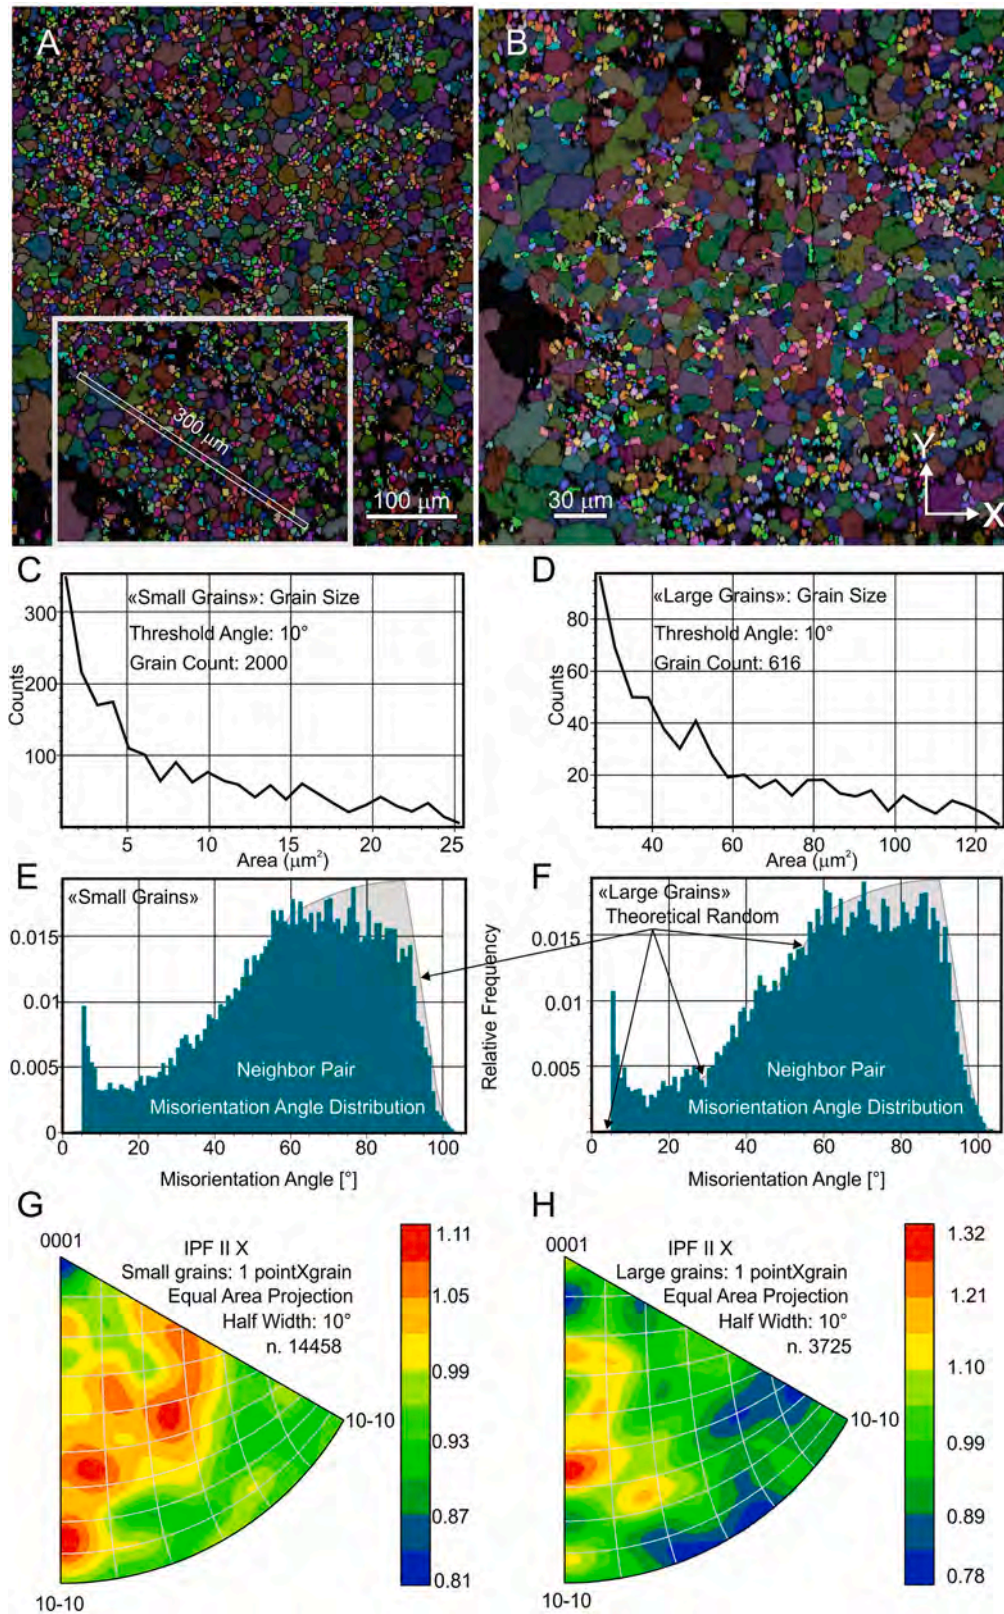 A
300 μm
100 μm
B
30 μm
Y
X
C
«Small Grains»: Grain Size
Threshold Angle: 10°
Grain Count: 2000
300
200
100
Counts
5
10
15
20
25
Area (μm²)
D
«Large Grains»: Grain Size
Threshold Angle: 10°
Grain Count: 616
80
60
40
20
Counts
40
60
80
100
120
Area (μm²)
E
«Small Grains»
0.015
0.01
0.005
0
Neighbor Pair
Misorientation Angle Distribution
0
20
40
60
80
100
Misorientation Angle [°]
F
«Large Grains»
Theoretical Random
Relative Frequency
0.015
0.01
0.005
Neighbor Pair
Misorientation Angle Distribution
0
20
40
60
80
100
Misorientation Angle [°]
G
0001
IPF II X
Small grains: 1 pointXgrain
Equal Area Projection
Half Width: 10°
n. 14458
10-10
10-10
1.11
1.05
0.99
0.93
0.87
0.81
H
0001
IPF II X
Large grains: 1 pointXgrain
Equal Area Projection
Half Width: 10°
n. 3725
10-10
10-10
1.32
1.21
1.10
0.99
0.89
0.78